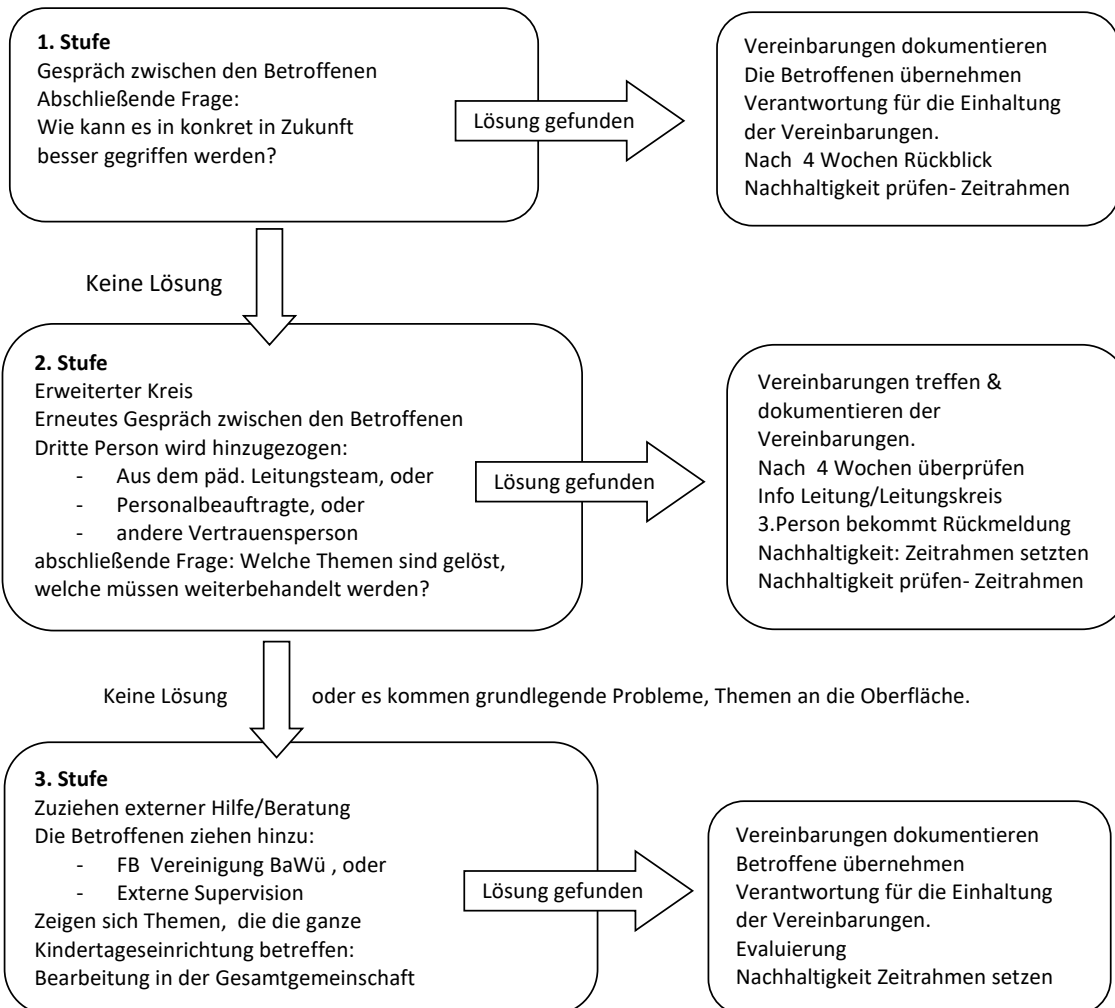 1. Stufe
Gespräch zwischen den Betroffenen
Abschließende Frage:
Wie kann es in konkret in Zukunft
besser gegriffen werden?
Lösung gefunden
Vereinbarungen dokumentieren
Die Betroffenen übernehmen
Verantwortung für die Einhaltung
der Vereinbarungen.
Nach 4 Wochen Rückblick
Nachhaltigkeit prüfen- Zeitrahmen
Keine Lösung
2. Stufe
Erweiterter Kreis
Erneutes Gespräch zwischen den Betroffenen
Dritte Person wird hinzugezogen:
- Aus dem päd. Leitungsteam, oder
- Personalbeauftragte, oder
- andere Vertrauensperson
abschließende Frage: Welche Themen sind gelöst,
welche müssen weiterbehandelt werden?
Lösung gefunden
Vereinbarungen treffen &
dokumentieren der
Vereinbarungen.
Nach 4 Wochen überprüfen
Info Leitung/Leitungskreis
3.Person bekommt Rückmeldung
Nachhaltigkeit: Zeitrahmen setzten
Nachhaltigkeit prüfen- Zeitrahmen
Keine Lösung
oder es kommen grundlegende Probleme, Themen an die Oberfläche.
3. Stufe
Zuziehen externer Hilfe/Beratung
Die Betroffenen ziehen hinzu:
- FB Vereinigung BaWü , oder
- Externe Supervision
Zeigen sich Themen, die die ganze
Kindertageseinrichtung betreffen:
Bearbeitung in der Gesamtgemeinschaft
Lösung gefunden
Vereinbarungen dokumentieren
Betroffene übernehmen
Verantwortung für die Einhaltung
der Vereinbarungen.
Evaluierung
Nachhaltigkeit Zeitrahmen setzen